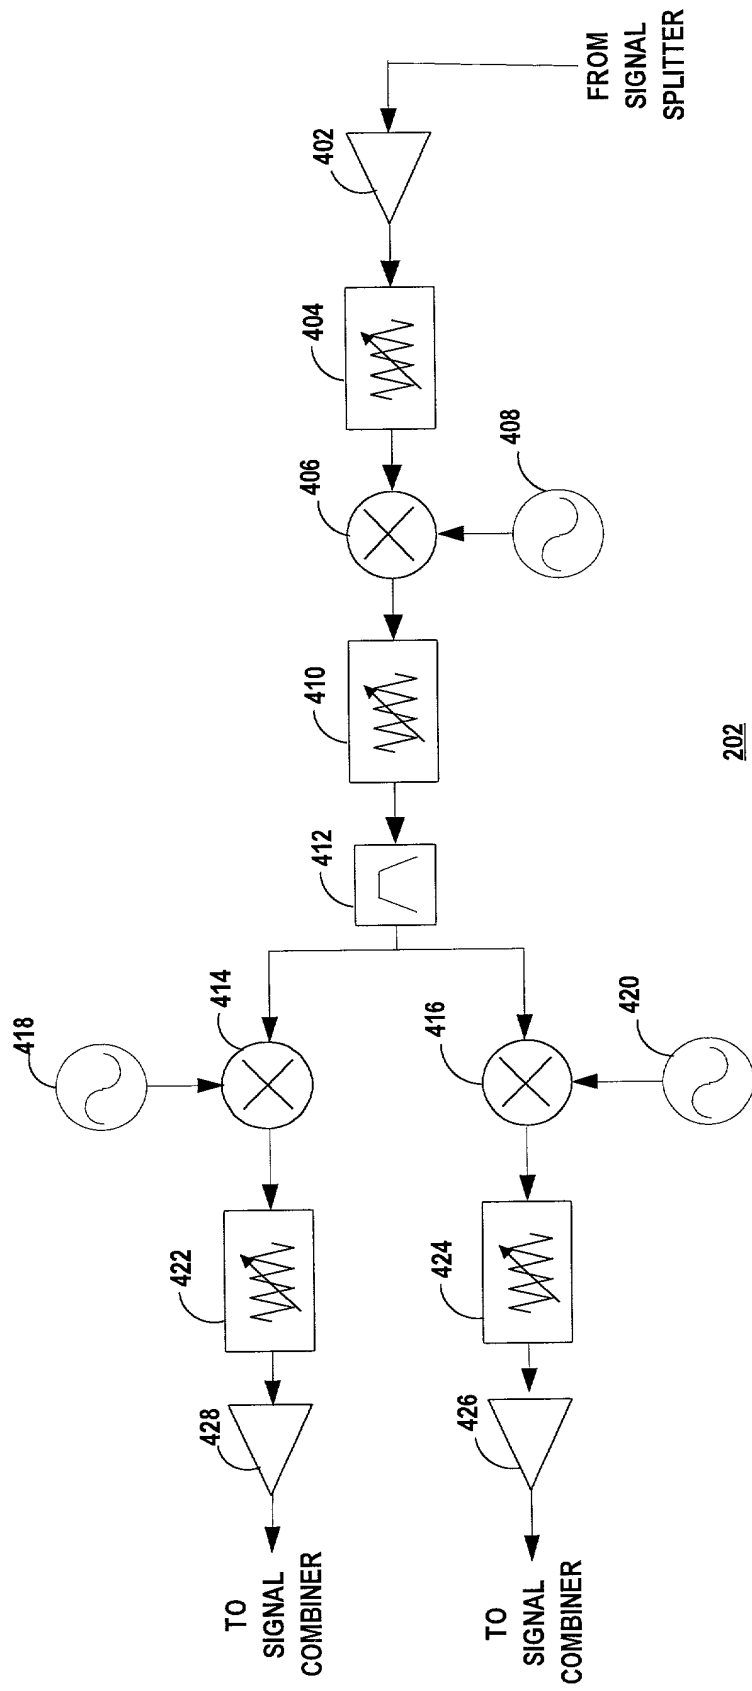 FROM
SIGNAL
SPLITTER
402
404
406
408
410
412
414
416
418
420
422
424
428
426
TO
SIGNAL
COMBINER
TO
SIGNAL
COMBINER
202